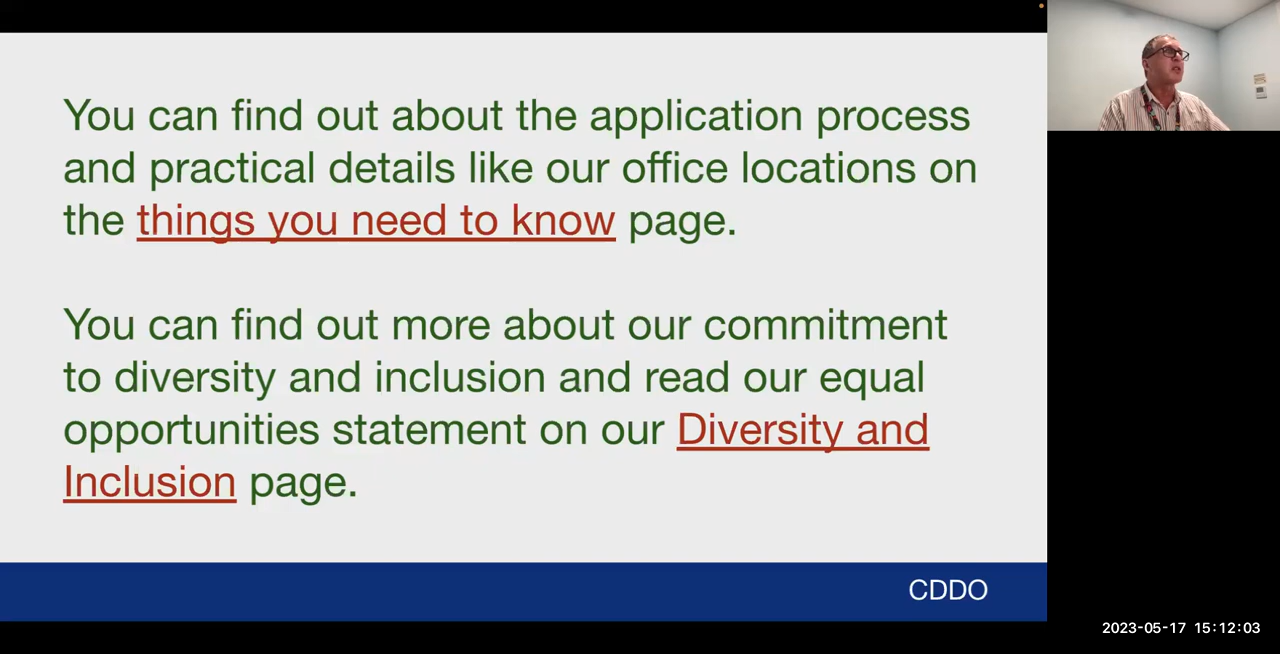 You can find out about the application process
and practical details like our office locations on
the things you need to know page.
You can find out more about our commitment
to diversity and inclusion and read our equal
opportunities statement on our Diversity and
Inclusion page.
CDDO
2023-05-17 15:12:03